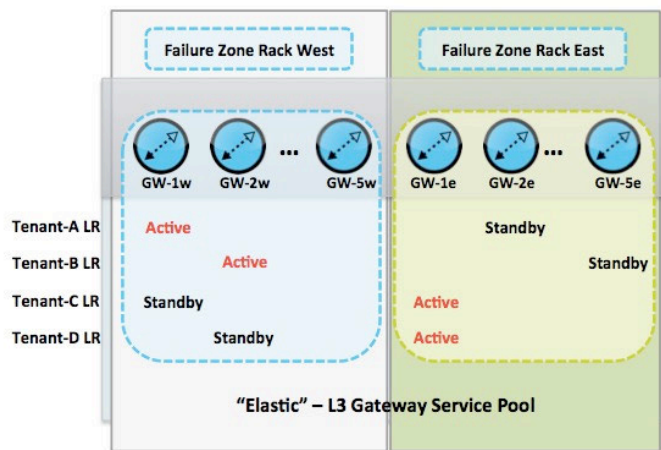 Failure Zone Rack West Failure Zone Rack East
... ...
GW-1w GW-2w GW-5w GW-1e GW-2e GW-5e
Tenant-A LR Active Standby
Tenant-B LR Active Standby
Tenant-C LR Standby Active
Tenant-D LR Standby Active
“Elastic” – L3 Gateway Service Pool